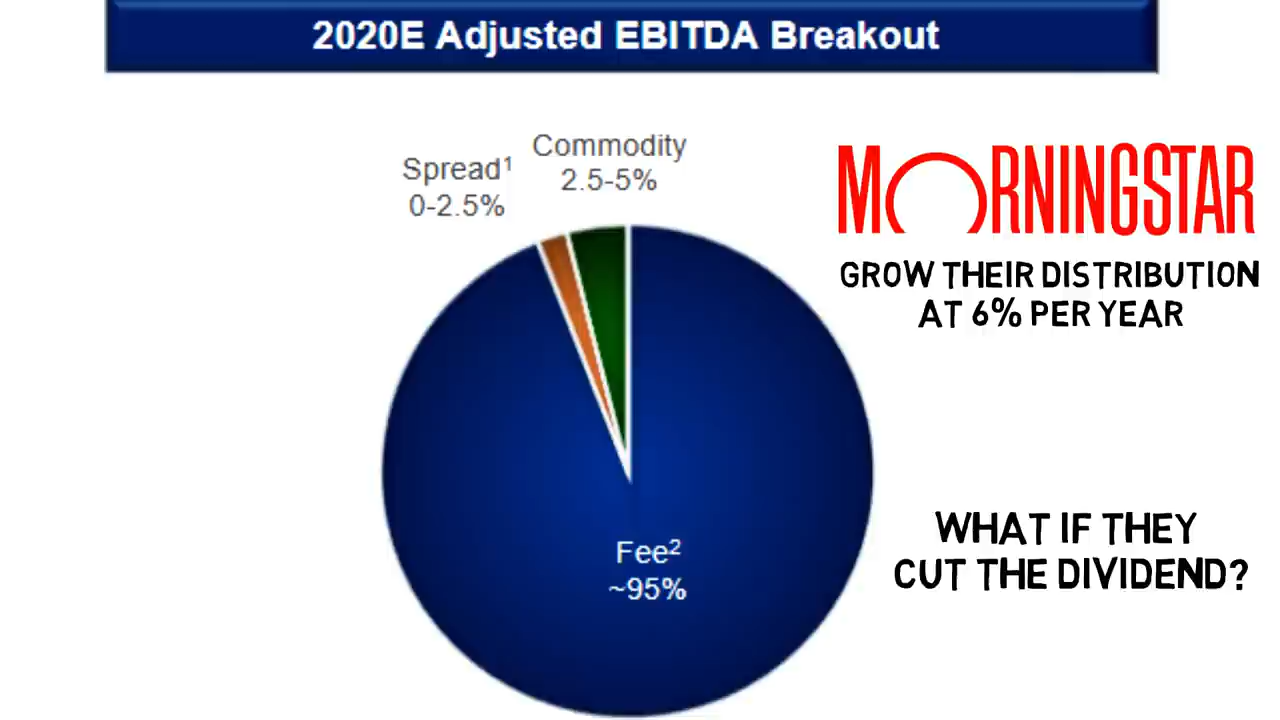 2020E Adjusted EBITDA Breakout
Spread¹
0-2.5%
Commodity
2.5-5%
Fee²
~95%
MORNINGSTAR
GROW THEIR DISTRIBUTION
AT 6% PER YEAR
WHAT IF THEY
CUT THE DIVIDEND?